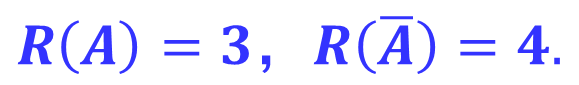 R(A) = 3, R(A̅) = 4.